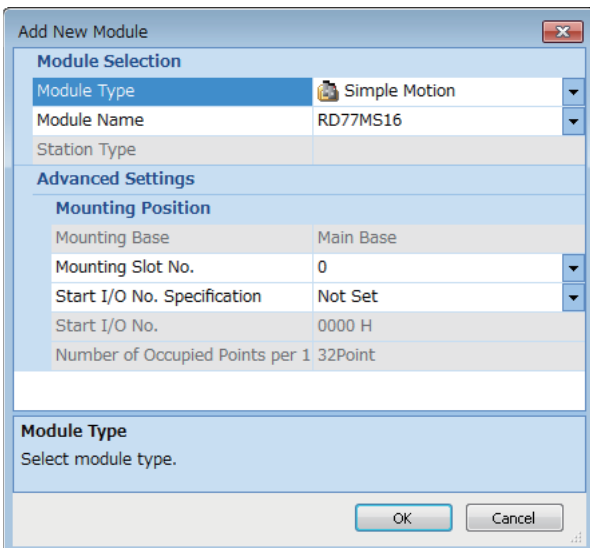 Add New Module
Module Selection
Module Type Simple Motion
Module Name RD77MS16
Station Type
Advanced Settings
Mounting Position
Mounting Base Main Base
Mounting Slot No. 0
Start I/O No. Specification Not Set
Start I/O No. 0000 H
Number of Occupied Points per 1 32Point
Module Type
Select module type.
OK Cancel